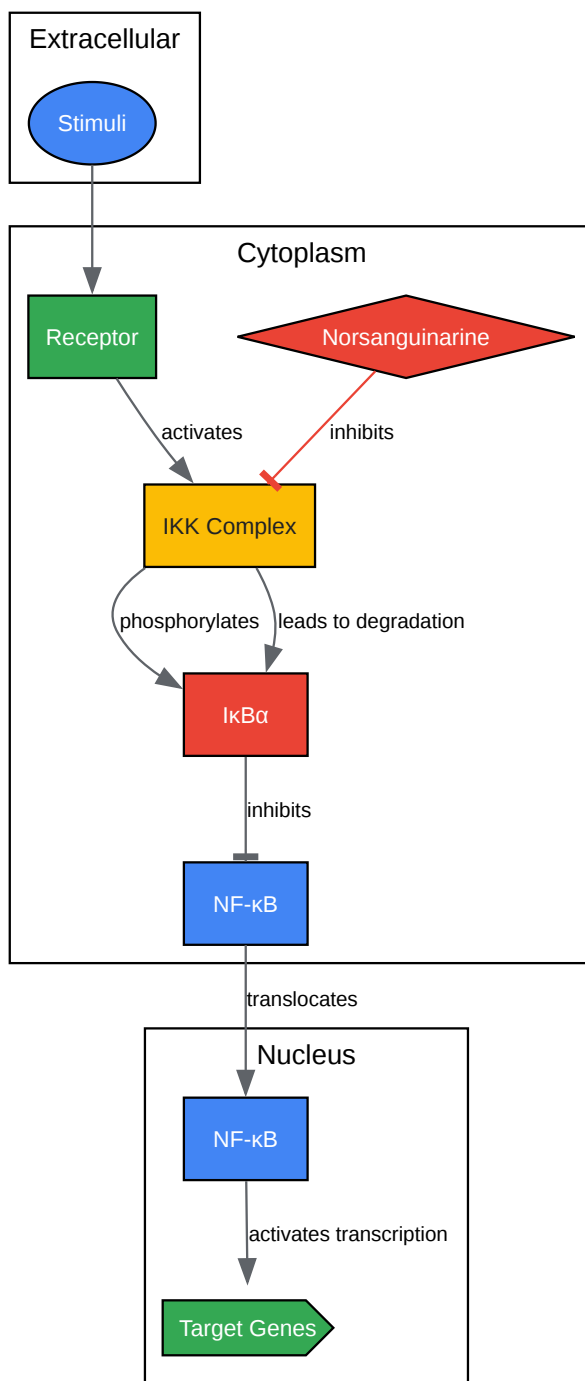 Extracellular
Stimuli
Cytoplasm
Receptor
Norsanguinarine
activates
inhibits
IKK Complex
phosphorylates
leads to degradation
IκBα
inhibits
NF-κB
translocates
Nucleus
NF-κB
activates transcription
Target Genes